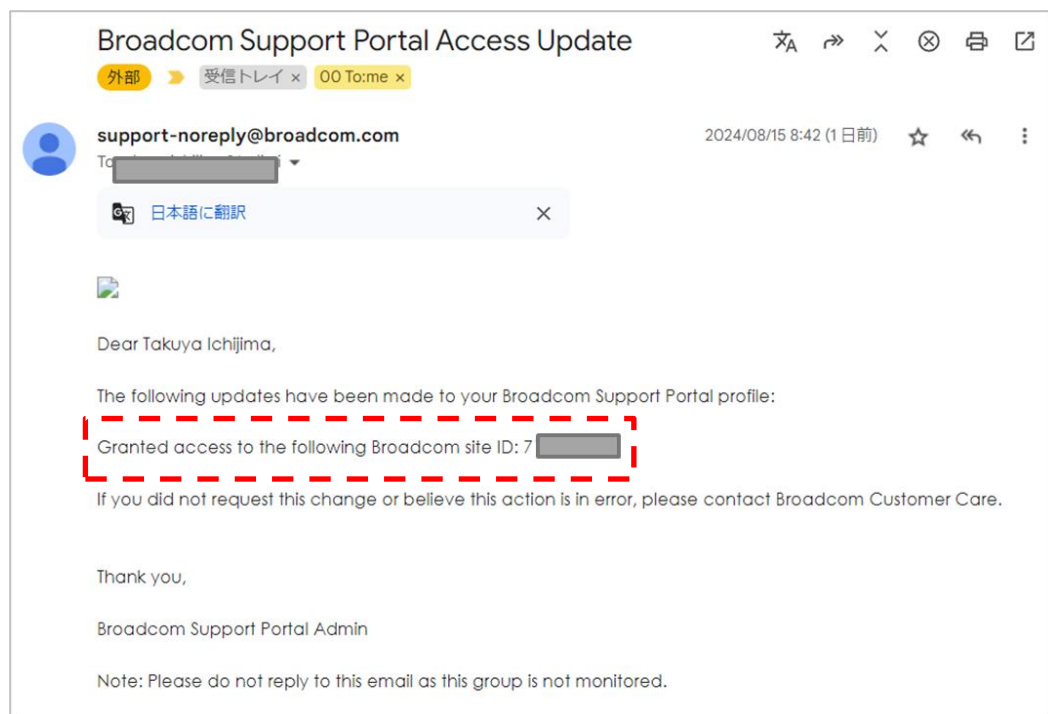 Broadcom Support Portal Access Update
外部 受信トレイ × 00 To:me ×
support-noreply@broadcom.com 2024/08/15 8:42 (1 日前)
日本語に翻訳
Dear Takuya Ichijima,
The following updates have been made to your Broadcom Support Portal profile:
Granted access to the following Broadcom site ID: 7
If you did not request this change or believe this action is in error, please contact Broadcom Customer Care.
Thank you,
Broadcom Support Portal Admin
Note: Please do not reply to this email as this group is not monitored.